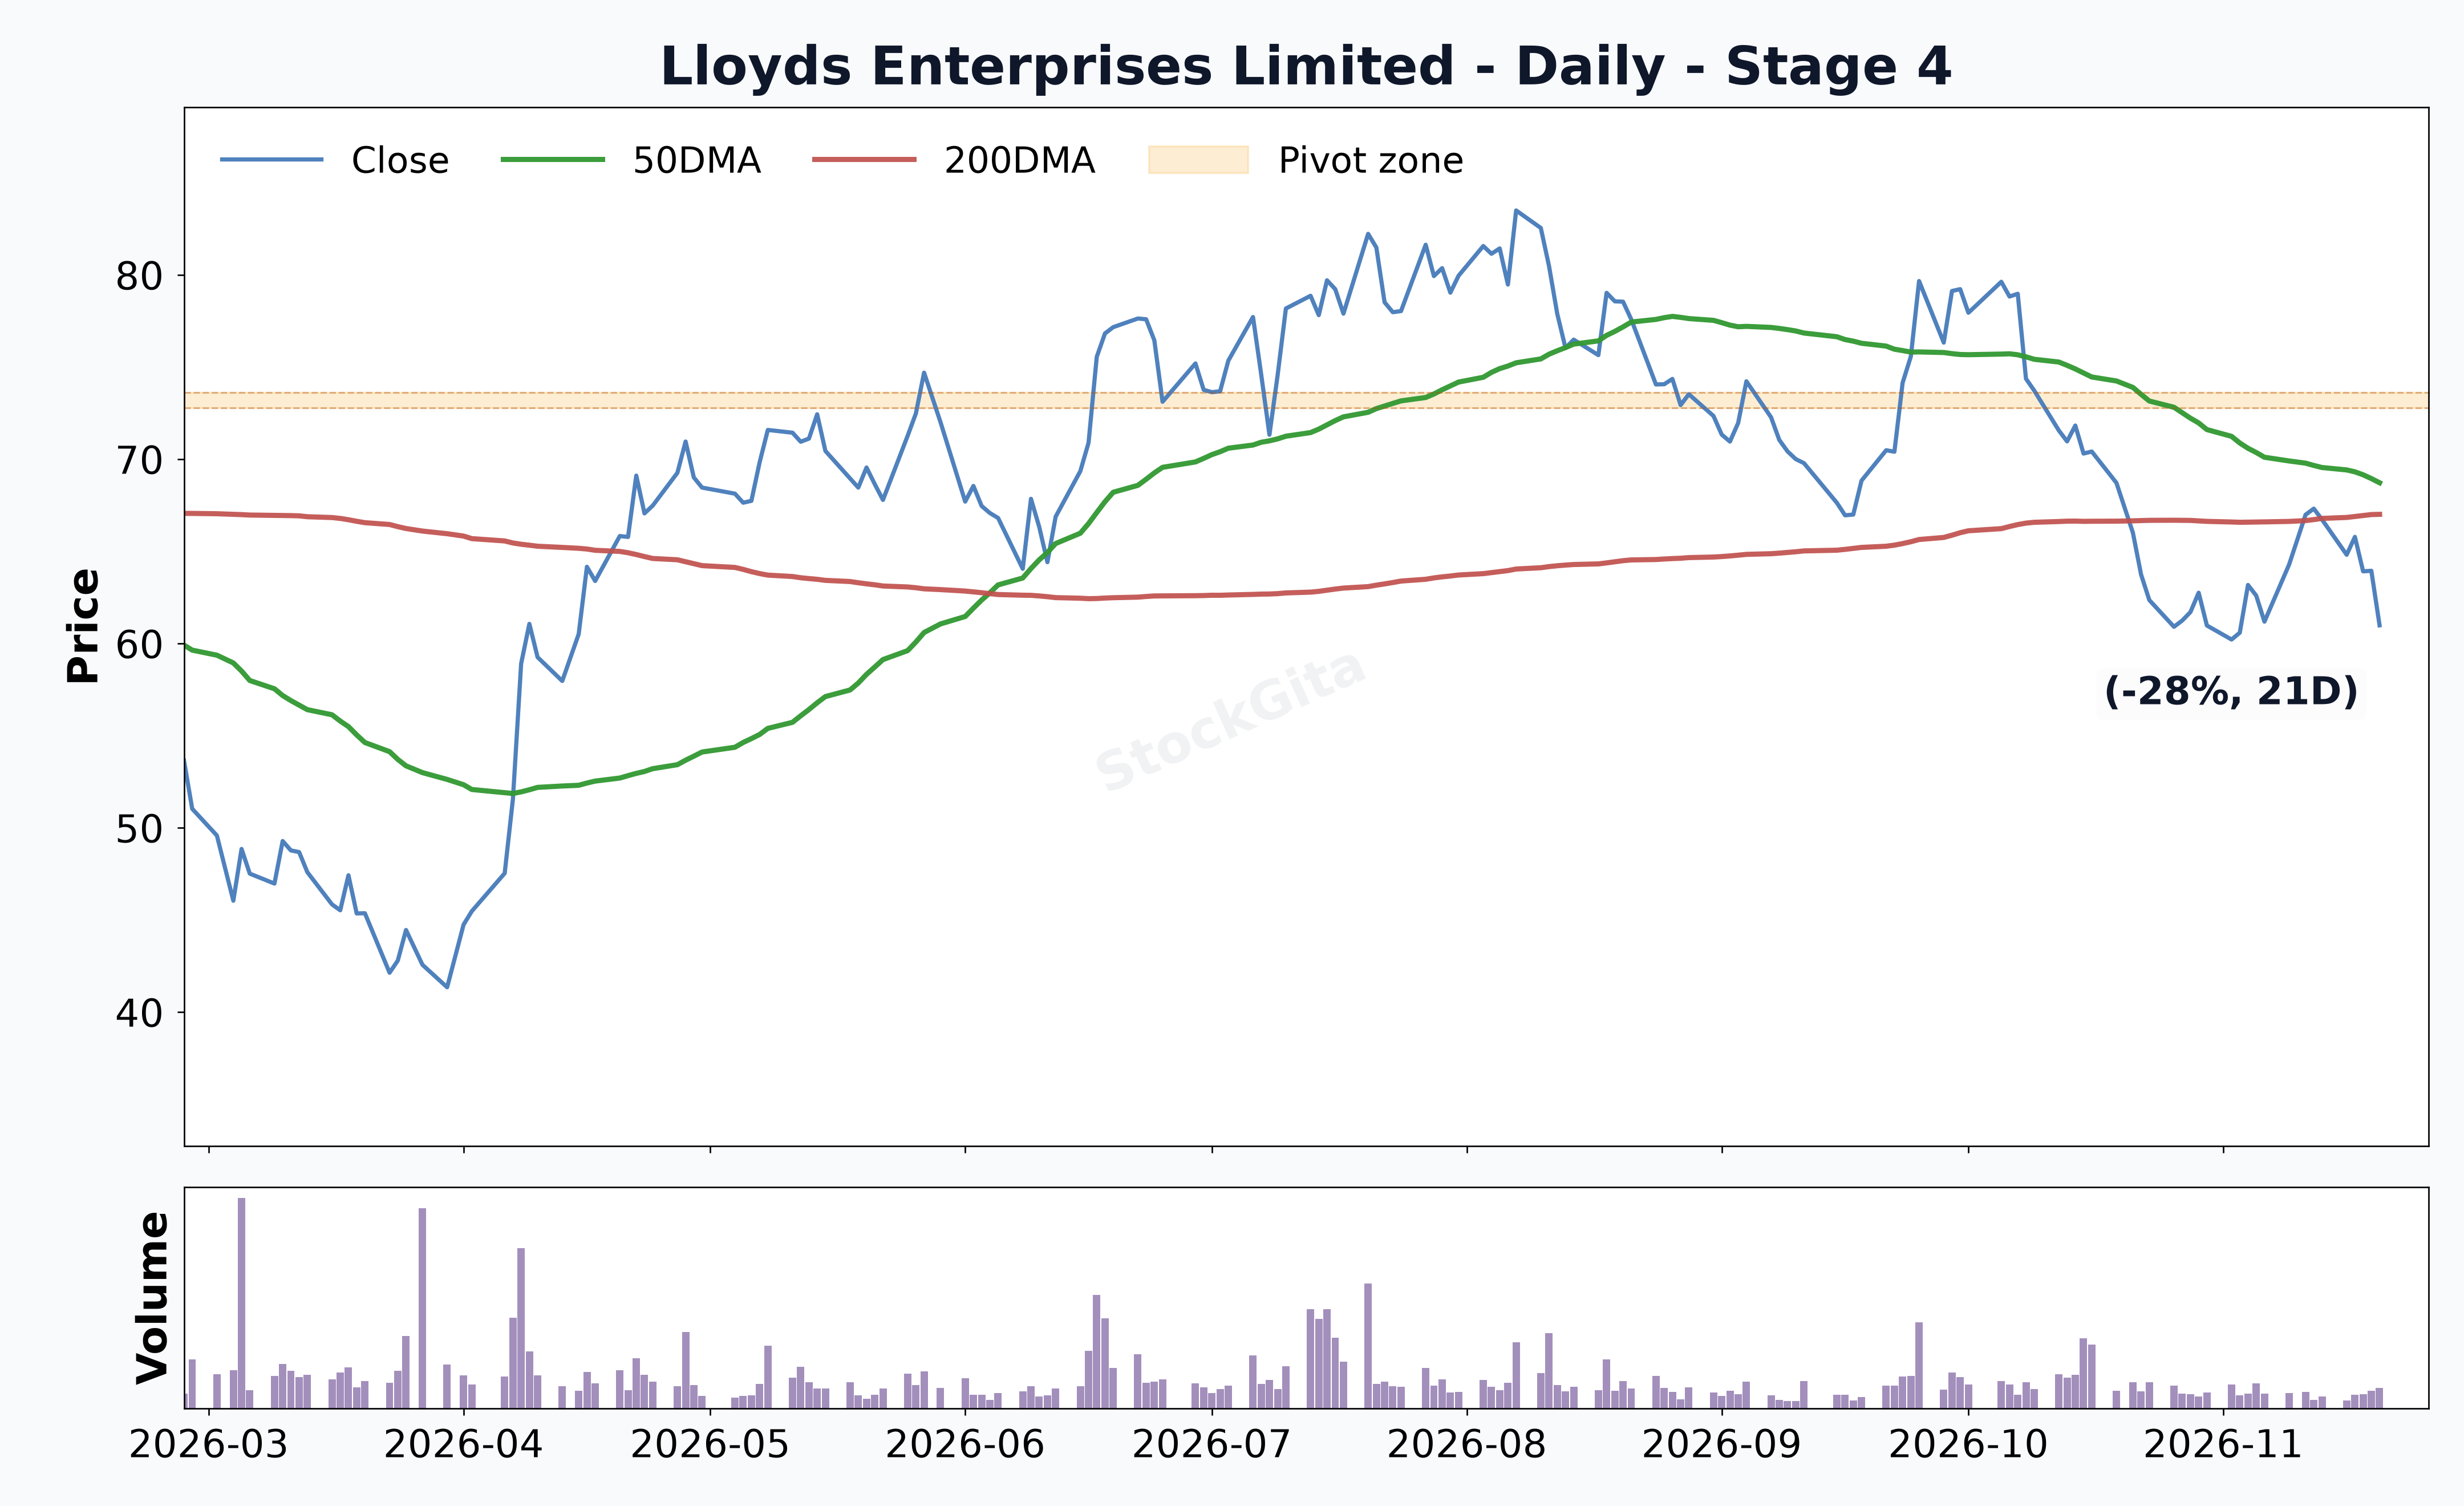 Lloyds Enterprises Limited - Daily - Stage 4
Close 50DMA 200DMA Pivot zone
80
70
60
50
40
Price
StockGita
(-28%, 21D)
Volume
2026-03 2026-04 2026-05 2026-06 2026-07 2026-08 2026-09 2026-10 2026-11